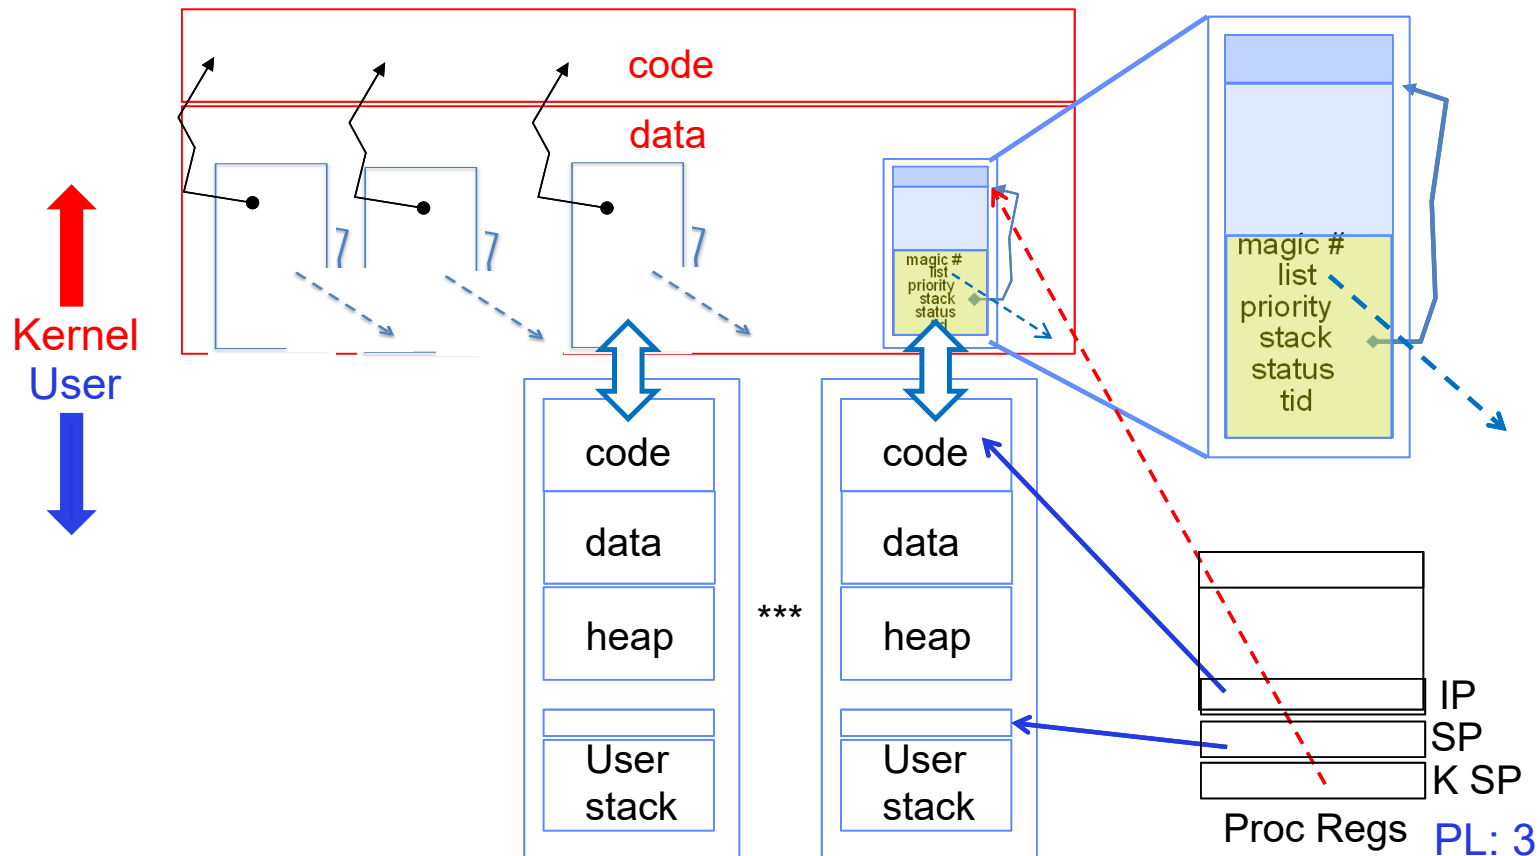 code
data
Kernel
User
magic #
list
priority
stack
status
magic #
list
priority
stack
status
tid
code
data
heap
User
stack
***
code
data
heap
User
stack
IP
SP
K SP
Proc Regs
PL: 3